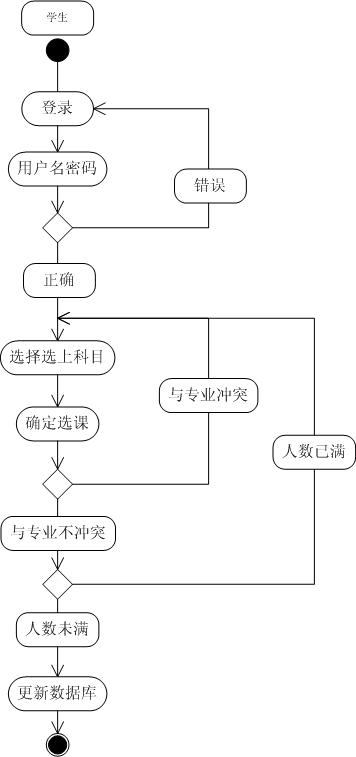 学生
登录
用户名密码
错误
正确
选择选上科目
与专业冲突
确定选课
人数已满
与专业不冲突
人数未满
更新数据库